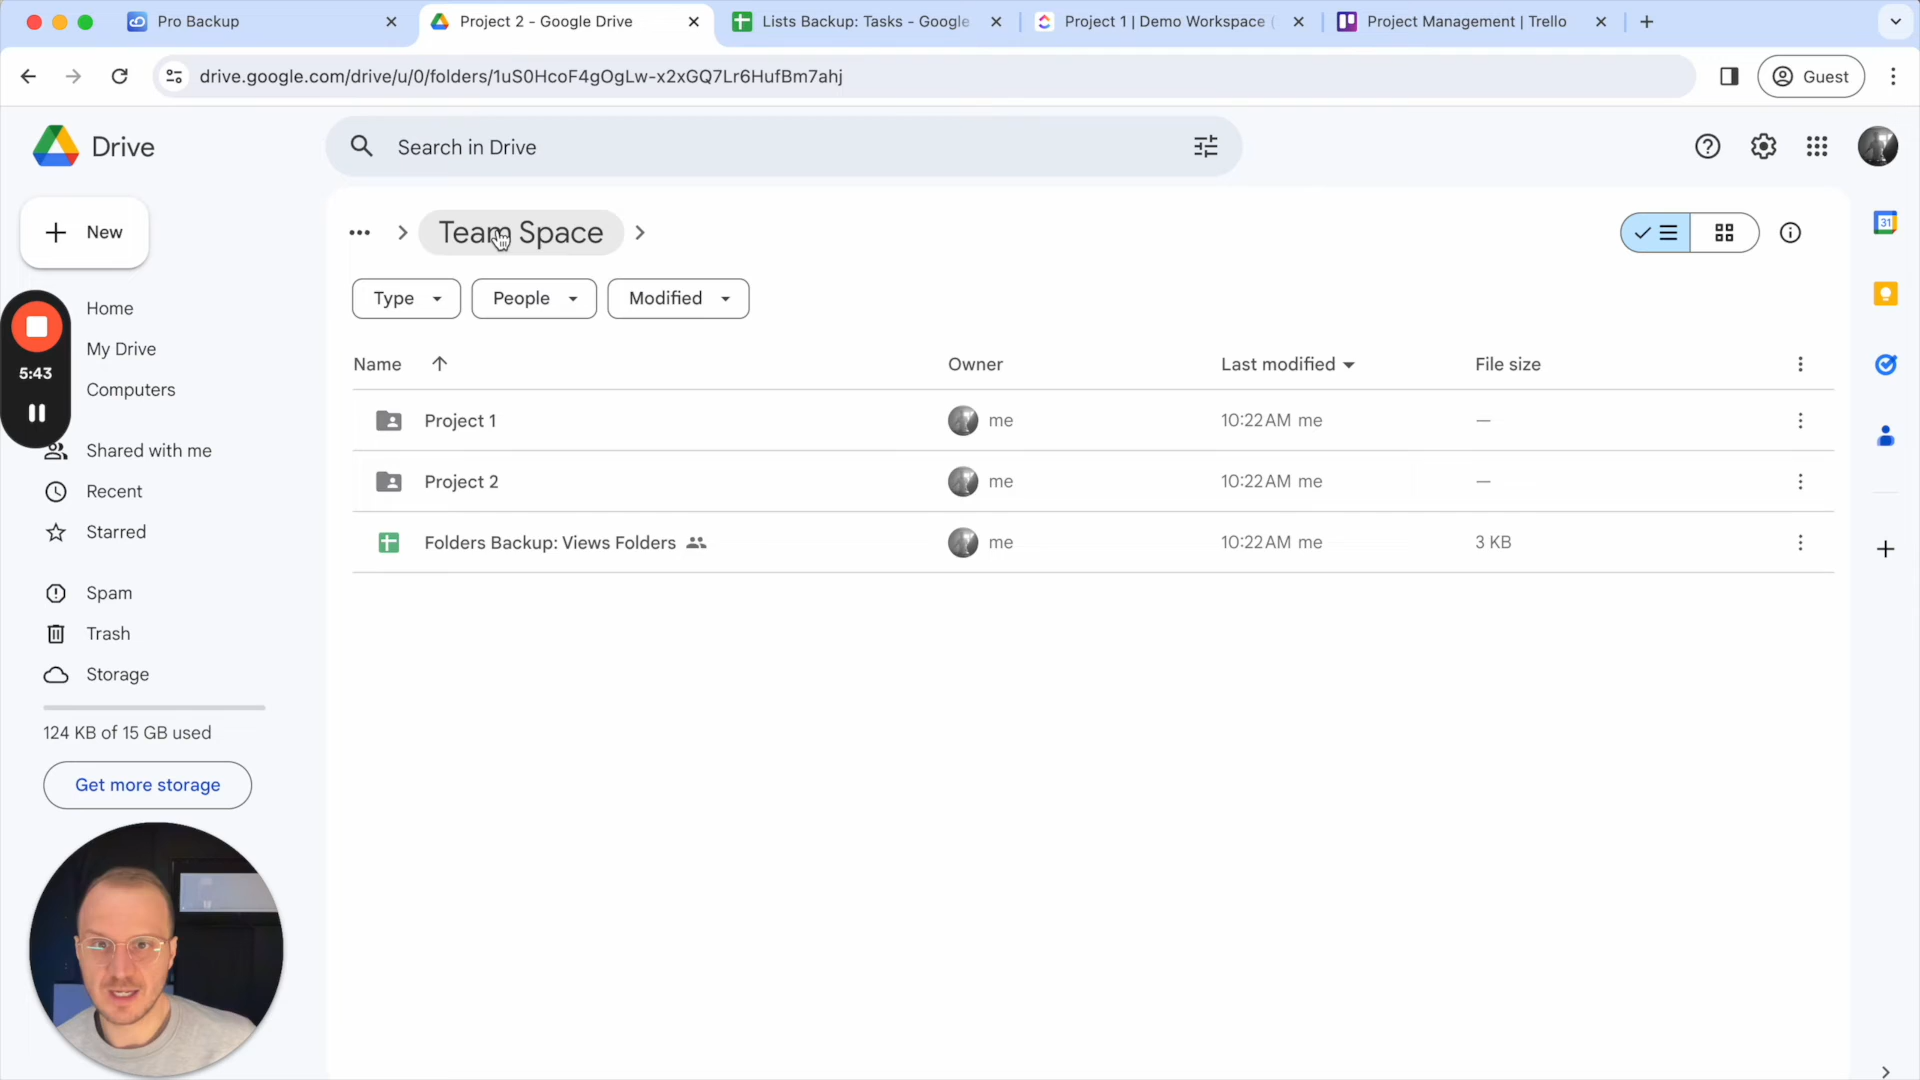 Pro Backup
Project 2 - Google Drive
Lists Backup: Tasks - Google
Project 1 | Demo Workspace (
Project Management | Trello
drive.google.com/drive/u/0/folders/1uS0HcoF4gOgLw-x2xGQ7Lr6HufBm7ahj
Guest
Drive
Search in Drive
New
Team Space
Type
People
Modified
Home
My Drive
Computers
Shared with me
Recent
Starred
Spam
Trash
Storage
124 KB of 15 GB used
Get more storage
5:43
Name
Owner
Last modified
File size
Project 1
me
10:22 AM me
—
Project 2
me
10:22 AM me
—
Folders Backup: Views Folders
me
10:22 AM me
3 KB
31